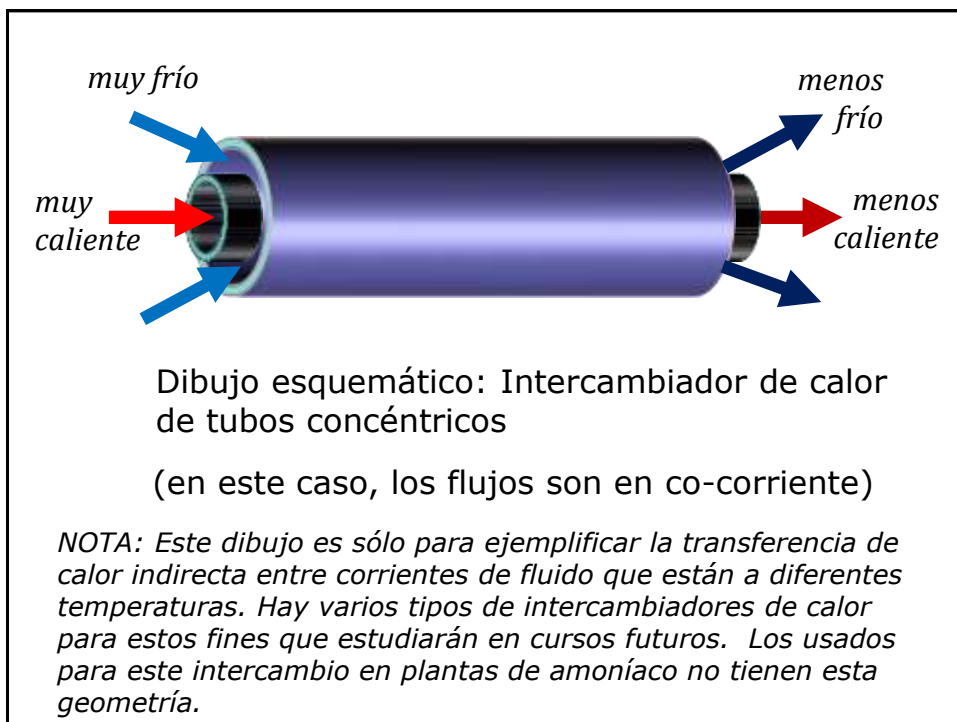 muy frío
menos
frío
muy
caliente
menos
caliente
Dibujo esquemático: Intercambiador de calor
de tubos concéntricos
(en este caso, los flujos son en co-corriente)
NOTA: Este dibujo es sólo para ejemplificar la transferencia de
calor indirecta entre corrientes de fluido que están a diferentes
temperaturas. Hay varios tipos de intercambiadores de calor
para estos fines que estudiarán en cursos futuros.  Los usados
para este intercambio en plantas de amoníaco no tienen esta
geometría.